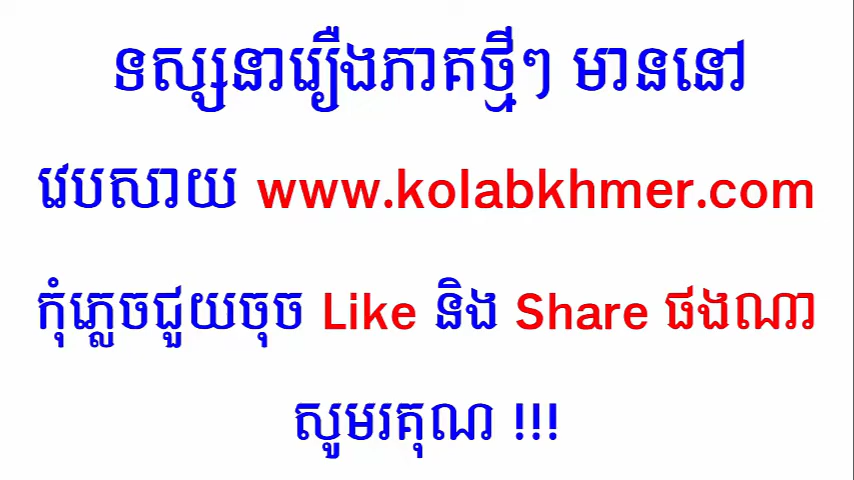 ទស្សនារឿងភាគថ្មីៗ មាននៅ
វេបសាយ www.kolabkhmer.com
កុំភ្លេចជួយចុច Like និង Share ផងណា
សូមរគុណ !!!